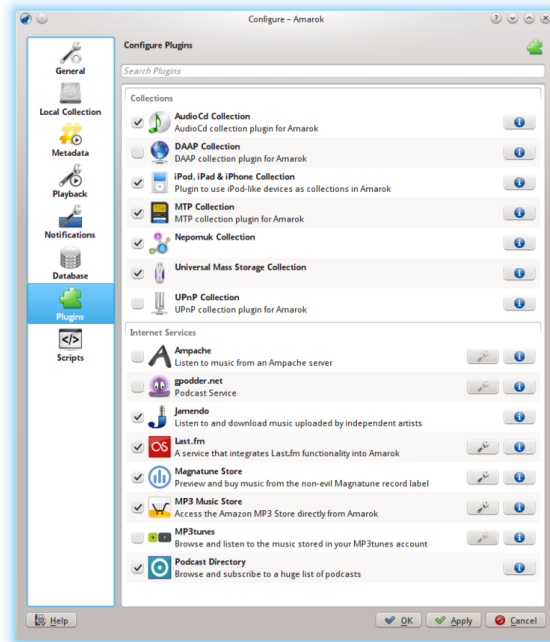 Configure – Amarok
General
Local Collection
Metadata
Playback
Notifications
Database
Plugins
Scripts
Configure Plugins
Search Plugins
Collections
AudioCd Collection
AudioCd collection plugin for Amarok
DAAP Collection
DAAP collection plugin for Amarok
iPod, iPad & iPhone Collection
Plugin to use iPod-like devices as collections in Amarok
MTP Collection
MTP collection plugin for Amarok
Nepomuk Collection
Universal Mass Storage Collection
UPnP Collection
UPnP collection plugin for Amarok
Internet Services
Ampache
Listen to music from an Ampache server
gpodder.net
Podcast Service
Jamendo
Listen to and download music uploaded by independent artists
Last.fm
A service that integrates Last.fm functionality into Amarok
Magnatune Store
Preview and buy music from the non-evil Magnatune record label
MP3 Music Store
Access the Amazon MP3 Store directly from Amarok
MP3tunes
Browse and listen to the music stored in your MP3tunes account
Podcast Directory
Browse and subscribe to a huge list of podcasts
Help
OK
Apply
Cancel